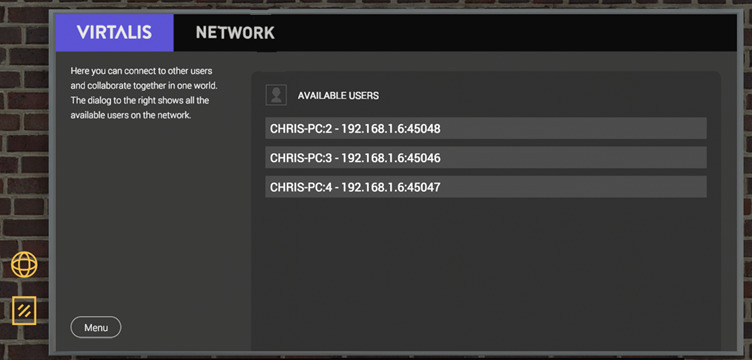 VIRTALIS NETWORK
Here you can connect to other users
and collaborate together in one world.
The dialog to the right shows all the
available users on the network.
AVAILABLE USERS
CHRIS-PC:2 - 192.168.1.6:45048
CHRIS-PC:3 - 192.168.1.6:45046
CHRIS-PC:4 - 192.168.1.6:45047
Menu